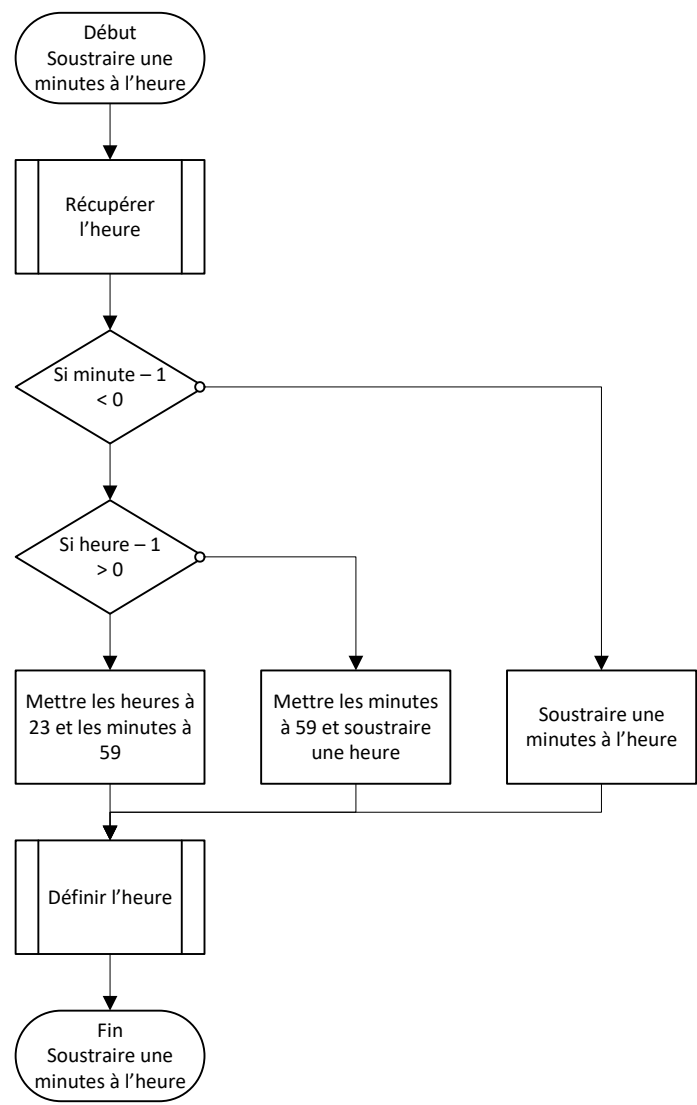 Début
Soustraire une
minutes à l’heure
Récupérer
l’heure
Si minute – 1
< 0
Si heure – 1
> 0
Mettre les heures à
23 et les minutes à
59
Mettre les minutes
à 59 et soustraire
une heure
Soustraire une
minutes à l’heure
Définir l’heure
Fin
Soustraire une
minutes à l’heure